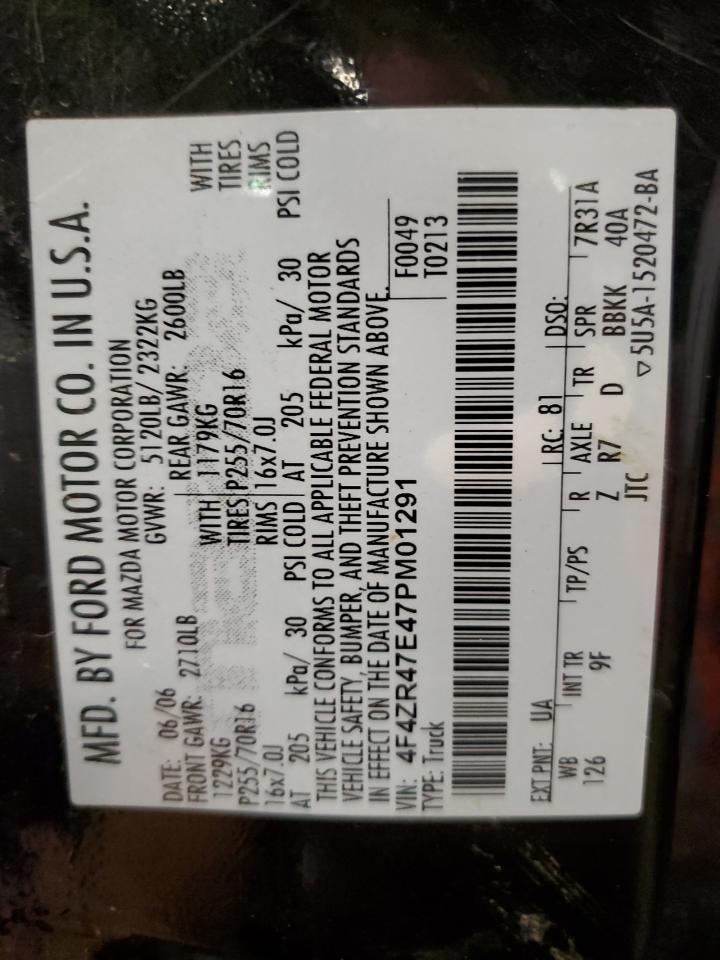 MFD. BY FORD MOTOR CO. IN U.S.A.
FOR MAZDA MOTOR CORPORATION
DATE: 06/06 GVWR: 5120LB/ 2322KG
FRONT GAWR: 2710LB REAR GAWR: 2600LB
1229KG WITH 1179KG WITH
P255/70R16 TIRES P255/70R16 TIRES
16x7.0J RIMS 16x7.0J RIMS
AT 205 kPa/ 30 PSI COLD AT 205 kPa/ 30 PSI COLD
THIS VEHICLE CONFORMS TO ALL APPLICABLE FEDERAL MOTOR
VEHICLE SAFETY, BUMPER, AND THEFT PREVENTION STANDARDS
IN EFFECT ON THE DATE OF MANUFACTURE SHOWN ABOVE.
VIN: 4F4ZR47E47PM01291 F0049
TYPE: Truck T0213
EXT PNT: UA RC: 81 DSO:
WB INT TR TP/PS R AXLE TR SPR 7R31A
126 9F Z R7 D BBKK 40A
JTC ▽5U5A-1520472-BA